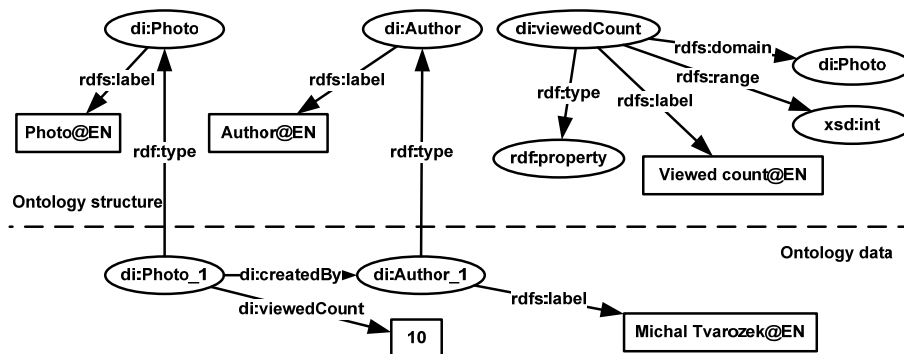 di:Photo
di:Author
di:viewedCount
rdfs:domain
di:Photo
rdfs:label
rdfs:label
rdfs:range
rdf:type
rdfs:label
Photo@EN
Author@EN
xsd:int
rdf:type
rdf:type
rdf:property
Viewed count@EN
Ontology structure
Ontology data
di:Photo_1
di:createdBy
di:Author_1
rdfs:label
di:viewedCount
10
Michal Tvarozek@EN